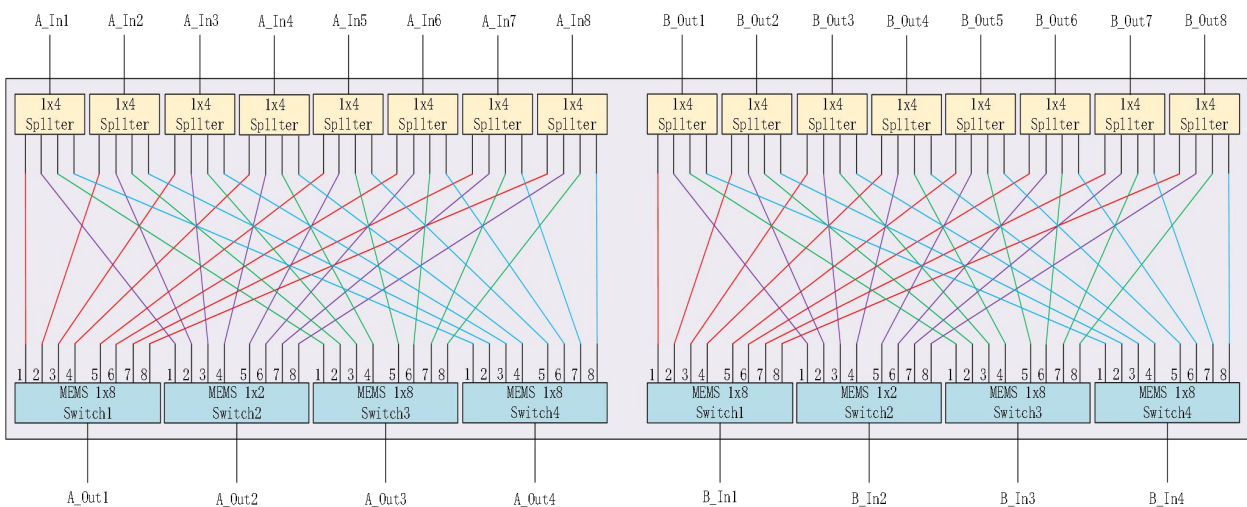 A_In1 A_In2 A_In3 A_In4 A_In5 A_In6 A_In7 A_In8 B_Out1 B_Out2 B_Out3 B_Out4 B_Out5 B_Out6 B_Out7 B_Out8
1x4 1x4 1x4 1x4 1x4 1x4 1x4 1x4 1x4 1x4 1x4 1x4 1x4 1x4 1x4 1x4
Spllter Spllter Spllter Spllter Spllter Spllter Spllter Spllter Spllter Spllter Spllter Spllter Spllter Spllter Spllter Spllter
1 2 3 4 5 6 7 8 1 2 3 4 5 6 7 8 1 2 3 4 5 6 7 8 1 2 3 4 5 6 7 8 1 2 3 4 5 6 7 8 1 2 3 4 5 6 7 8 1 2 3 4 5 6 7 8 1 2 3 4 5 6 7 8
MEMS 1x8 MEMS 1x2 MEMS 1x8 MEMS 1x8 MEMS 1x8 MEMS 1x2 MEMS 1x8 MEMS 1x8
Switch1 Switch2 Switch3 Switch4 Switch1 Switch2 Switch3 Switch4
A_Out1 A_Out2 A_Out3 A_Out4 B_In1 B_In2 B_In3 B_In4